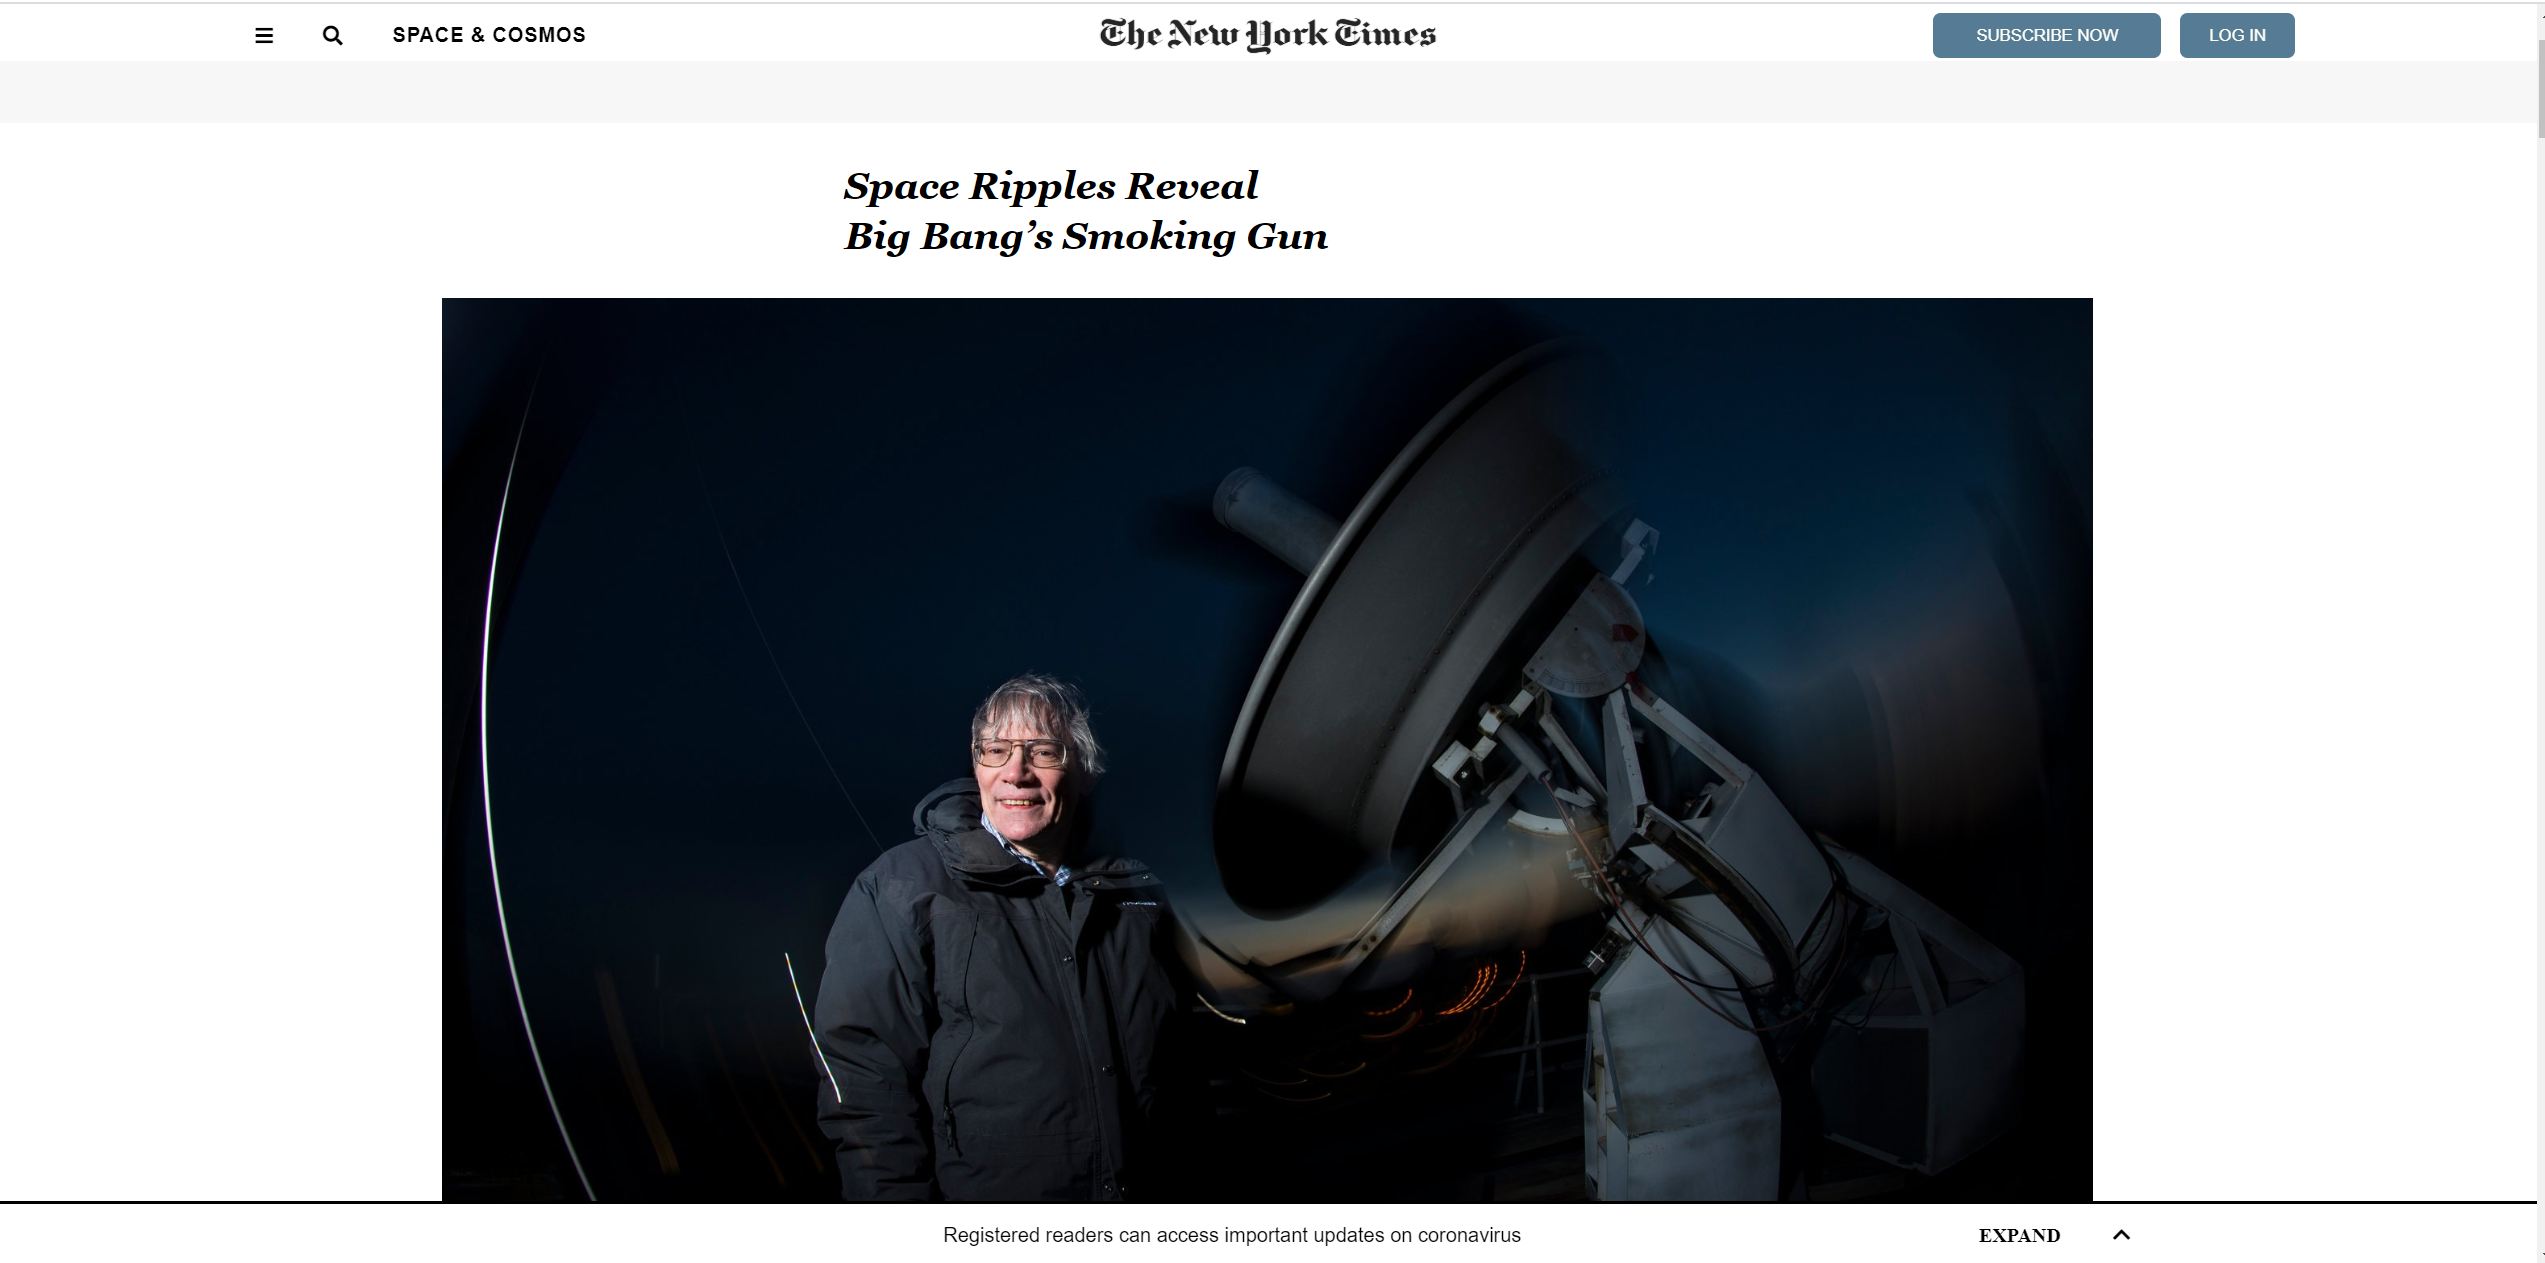 SPACE & COSMOS
The New York Times
SUBSCRIBE NOW
LOG IN
Space Ripples Reveal
Big Bang’s Smoking Gun
Registered readers can access important updates on coronavirus
EXPAND